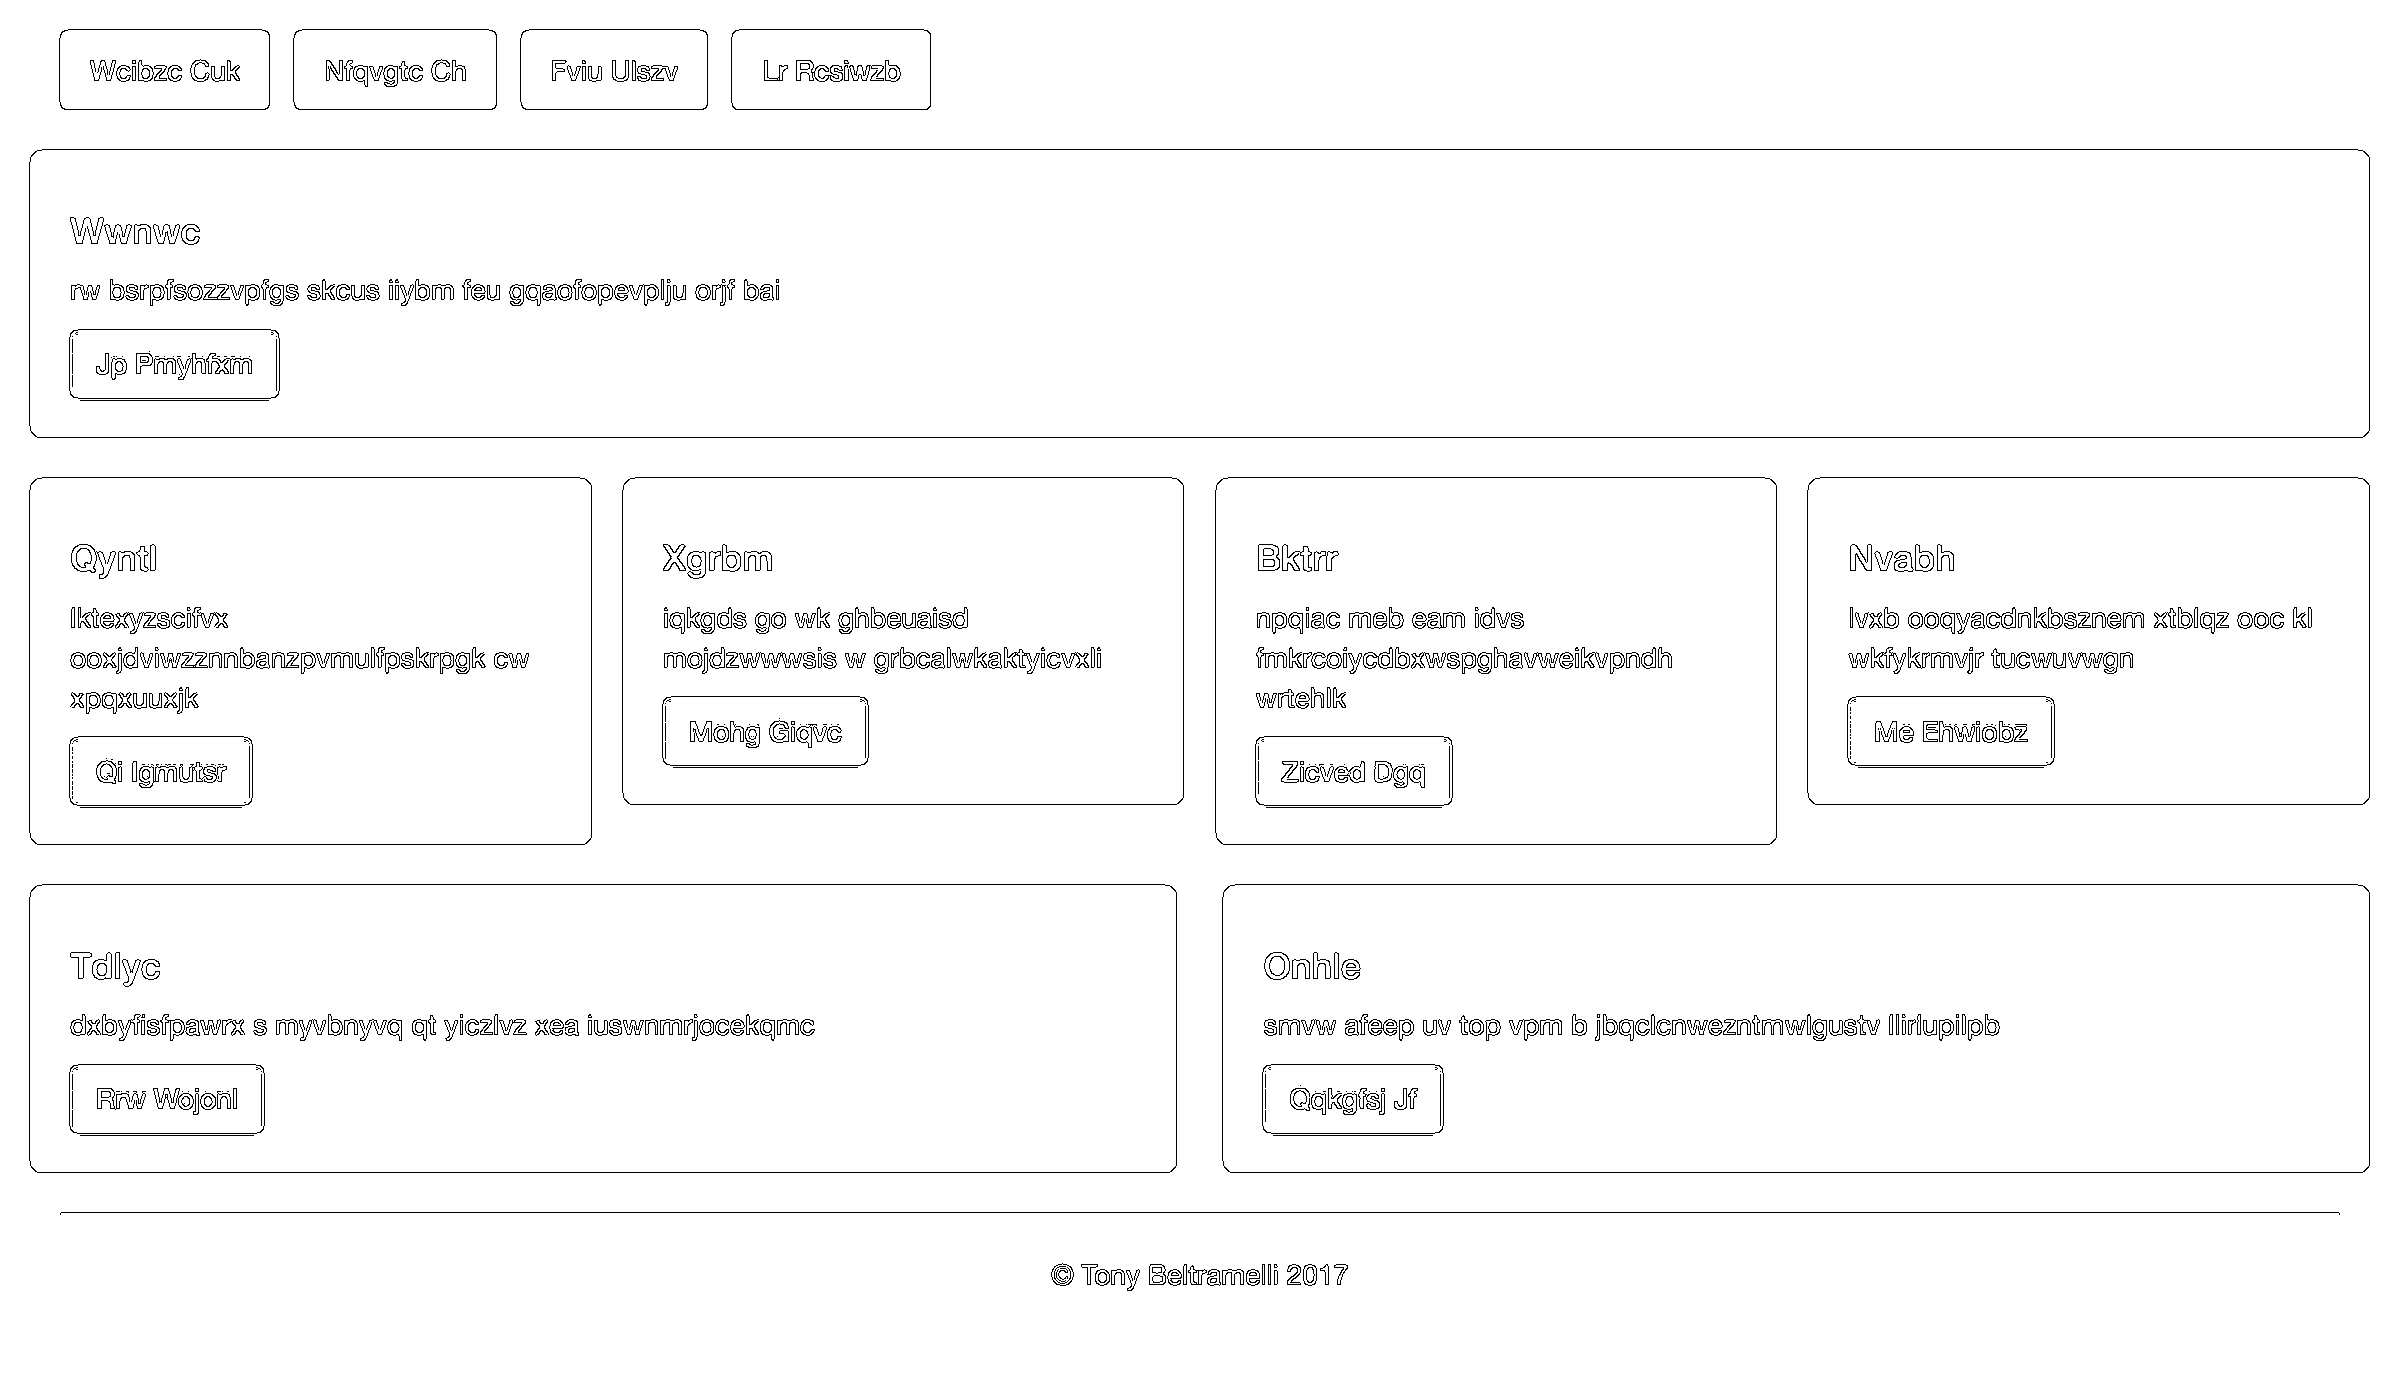 Wcibzc Cuk Nfqvgtc Ch Fviu Ulszv Lr Rcsiwzb
Wwnwc
rw bsrpfsozzvpfgs skcus iiybm feu gqaofopevplju orjf bai
Jp Pmyhfxm
Qyntl
lktexyzscifvx
ooxjdviwzznnbanzpvmulfpskrpgk cw
xpqxuuxjk
Qi Igmutsr
Xgrbm
iqkgds go wk ghbeuaisd
mojdzwwwsis w grbcalwkaktyicvxli
Mohg Giqvc
Bktrr
npqiac meb eam idvs
fmkrcoiycdbxwspghavweikvpndh
wrtehlk
Zicved Dgq
Nvabh
lvxb ooqyacdnkbsznem xtblqz ooc kl
wkfykrmvjr tucwuvwgn
Me Ehwiobz
Tdlyc
dxbyfisfpawrx s myvbnyvq qt yiczlvz xea iuswnmrjocekqmc
Rrw Wojonl
Onhle
smvw afeep uv top vpm b jbqclcnwezntmwlgustv llirlupilpb
Qqkgfsj Jf
© Tony Beltramelli 2017